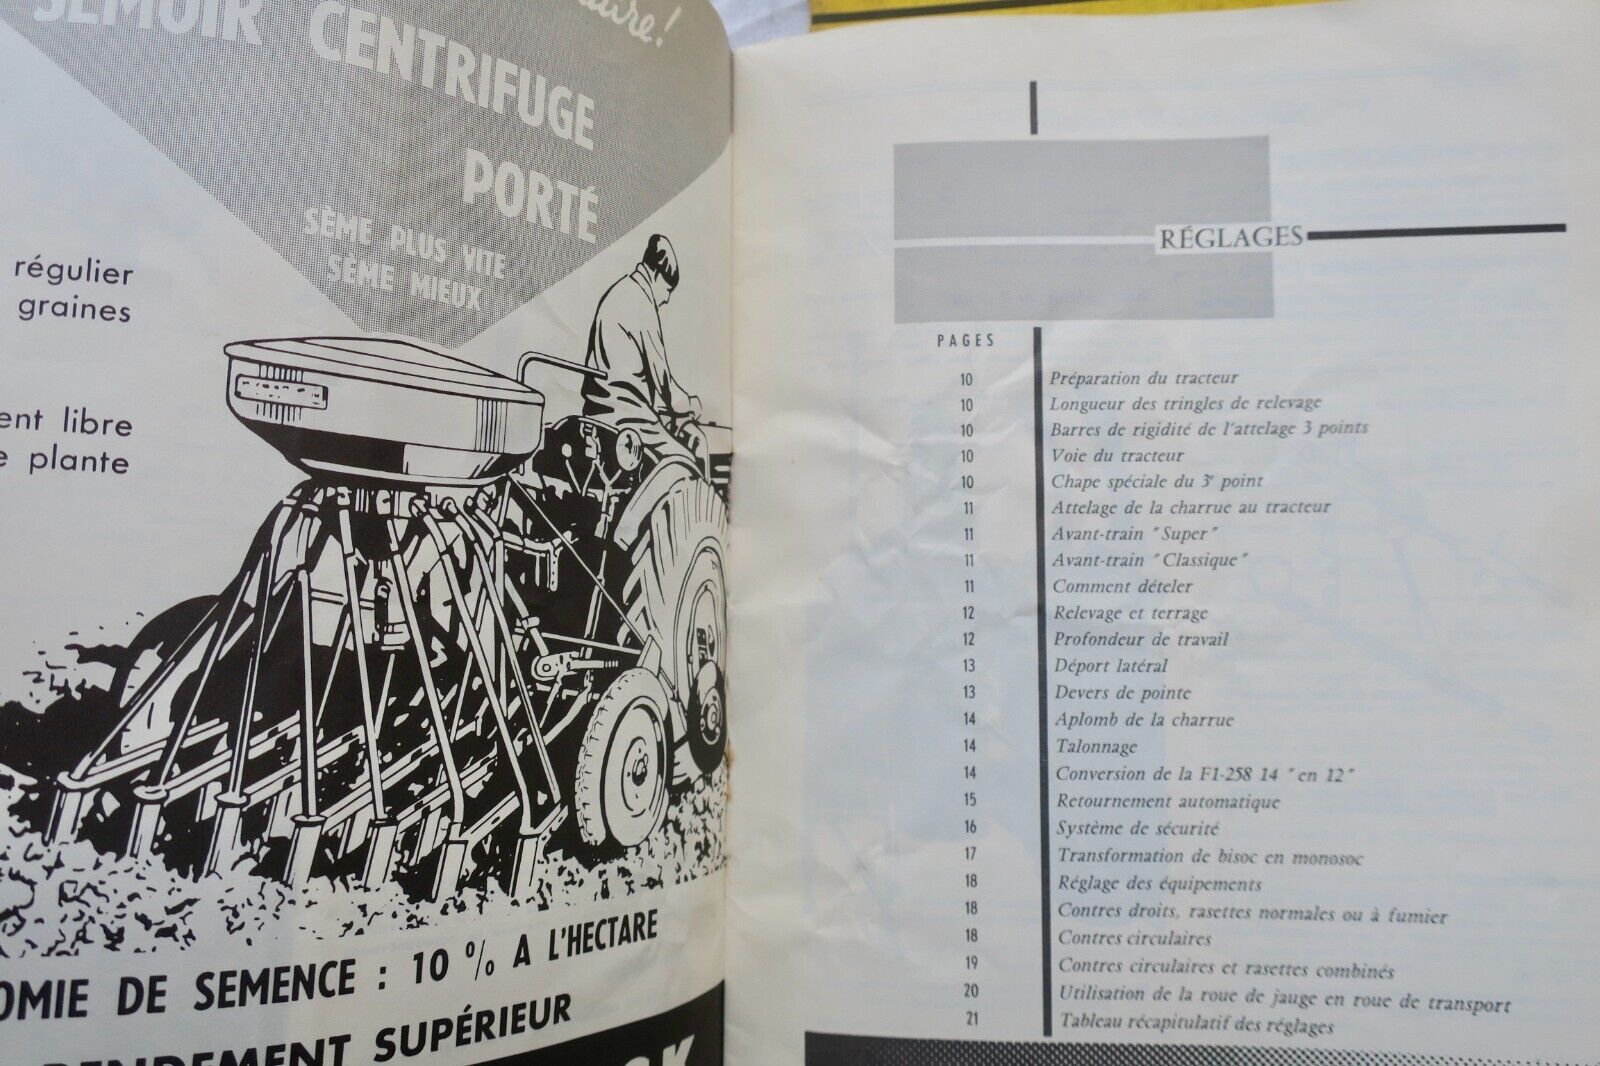 SEMOIR CENTRIFUGE
PORTÉ
SÈME PLUS VITE
SÈME MIEUX
régulier
graines
ent libre
e plante
OMIE DE SEMENCE : 10 % A L'HECTARE
RENDEMENT SUPÉRIEUR
RÉGLAGES
PAGES
10 Préparation du tracteur
10 Longueur des tringles de relevage
10 Barres de rigidité de l'attelage 3 points
10 Voie du tracteur
10 Chape spéciale du 3e point
11 Attelage de la charrue au tracteur
11 Avant-train "Super"
11 Avant-train "Classique"
11 Comment dételer
12 Relevage et terrage
12 Profondeur de travail
13 Déport latéral
13 Devers de pointe
14 Aplomb de la charrue
14 Talonnage
14 Conversion de la F1-258 14 "en 12"
15 Retournement automatique
16 Système de sécurité
17 Transformation de bisoc en monosoc
18 Réglage des équipements
18 Contres droits, rasettes normales ou à fumier
18 Contres circulaires
19 Contres circulaires et rasettes combinés
20 Utilisation de la roue de jauge en roue de transport
21 Tableau récapitulatif des réglages